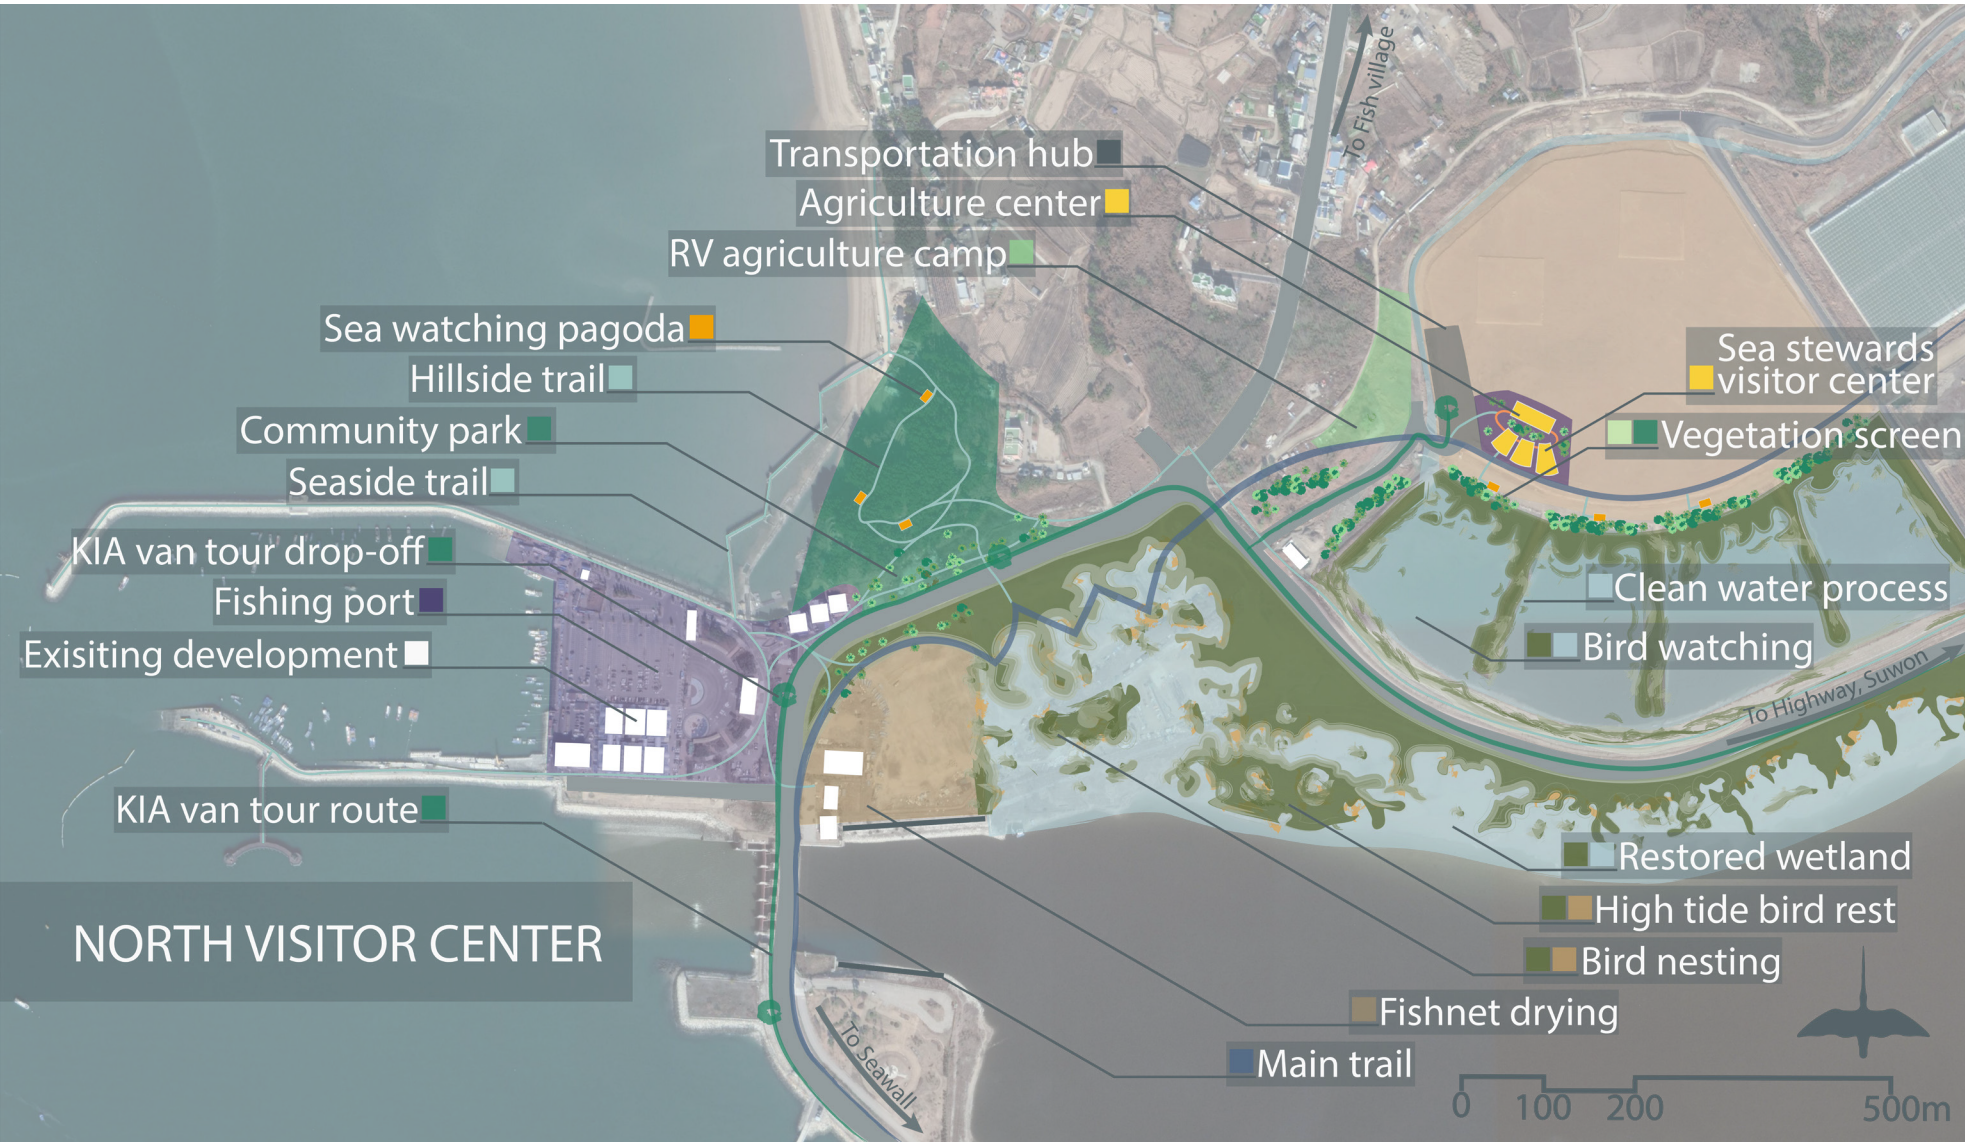 To Fish village
Transportation hub
Agriculture center
RV agriculture camp
Sea watching pagoda
Hillside trail
Community park
Seaside trail
KIA van tour drop-off
Fishing port
Exisiting development
KIA van tour route
NORTH VISITOR CENTER
Sea stewards
visitor center
Vegetation screen
Clean water process
Bird watching
To Highway, Suwon
Restored wetland
High tide bird rest
Bird nesting
Fishnet drying
Main trail
To Seawall
0 100 200 500m